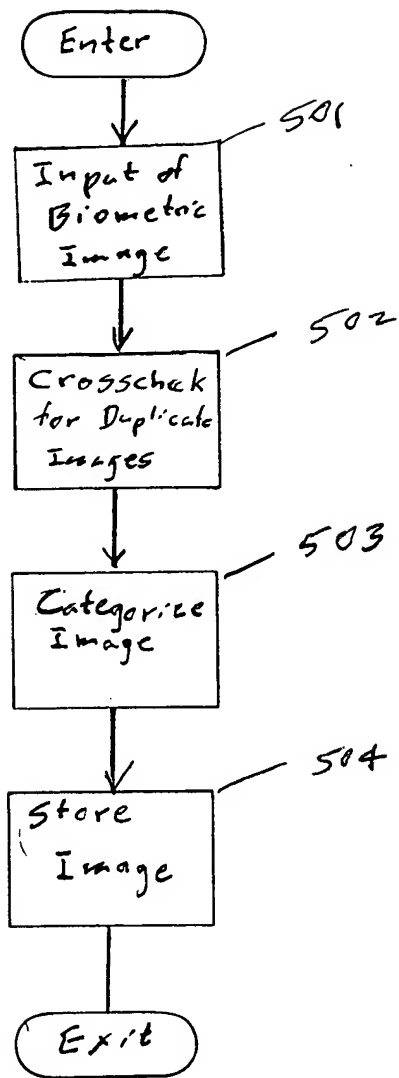 Enter
501
Input of
Biometric
Image
502
Crosscheck
for Duplicate
Images
503
Categorize
Image
504
Store
Image
Exit